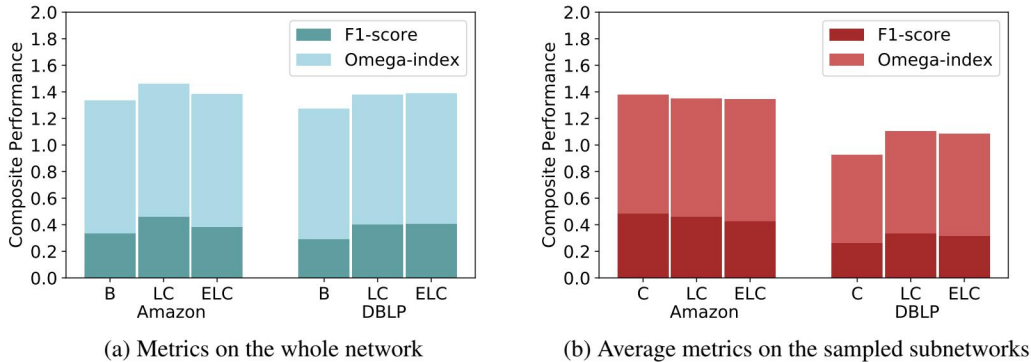 Composite Performance
2.0
1.8
1.6
1.4
1.2
1.0
0.8
0.6
0.4
0.2
0.0
F1-score
Omega-index
B LC ELC B LC ELC
Amazon DBLP
(a) Metrics on the whole network
Composite Performance
2.0
1.8
1.6
1.4
1.2
1.0
0.8
0.6
0.4
0.2
0.0
F1-score
Omega-index
C LC ELC C LC ELC
Amazon DBLP
(b) Average metrics on the sampled subnetworks